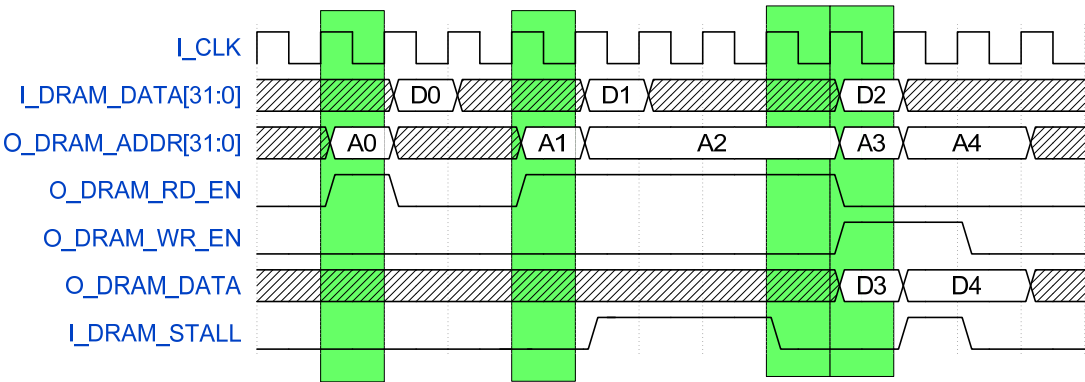 I_CLK
I_DRAM_DATA[31:0] D0 D1 D2
O_DRAM_ADDR[31:0] A0 A1 A2 A3 A4
O_DRAM_RD_EN
O_DRAM_WR_EN
O_DRAM_DATA D3 D4
I_DRAM_STALL